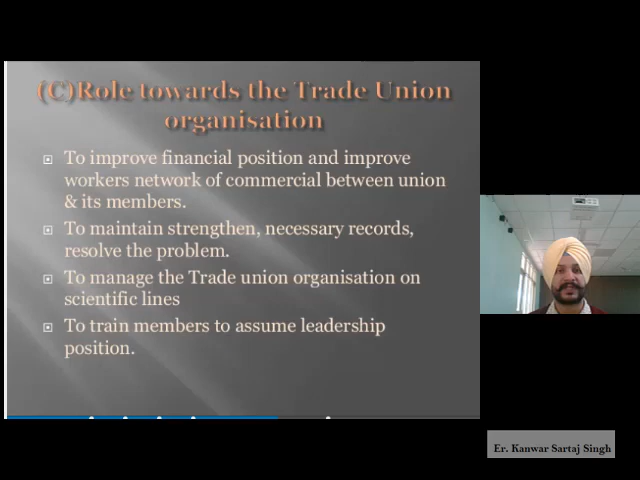 (C)Role towards the Trade Union
organisation
To improve financial position and improve
workers network of commercial between union
& its members.
To maintain strengthen, necessary records,
resolve the problem.
To manage the Trade union organisation on
scientific lines
To train members to assume leadership
position.
Er. Kanwar Sartaj Singh